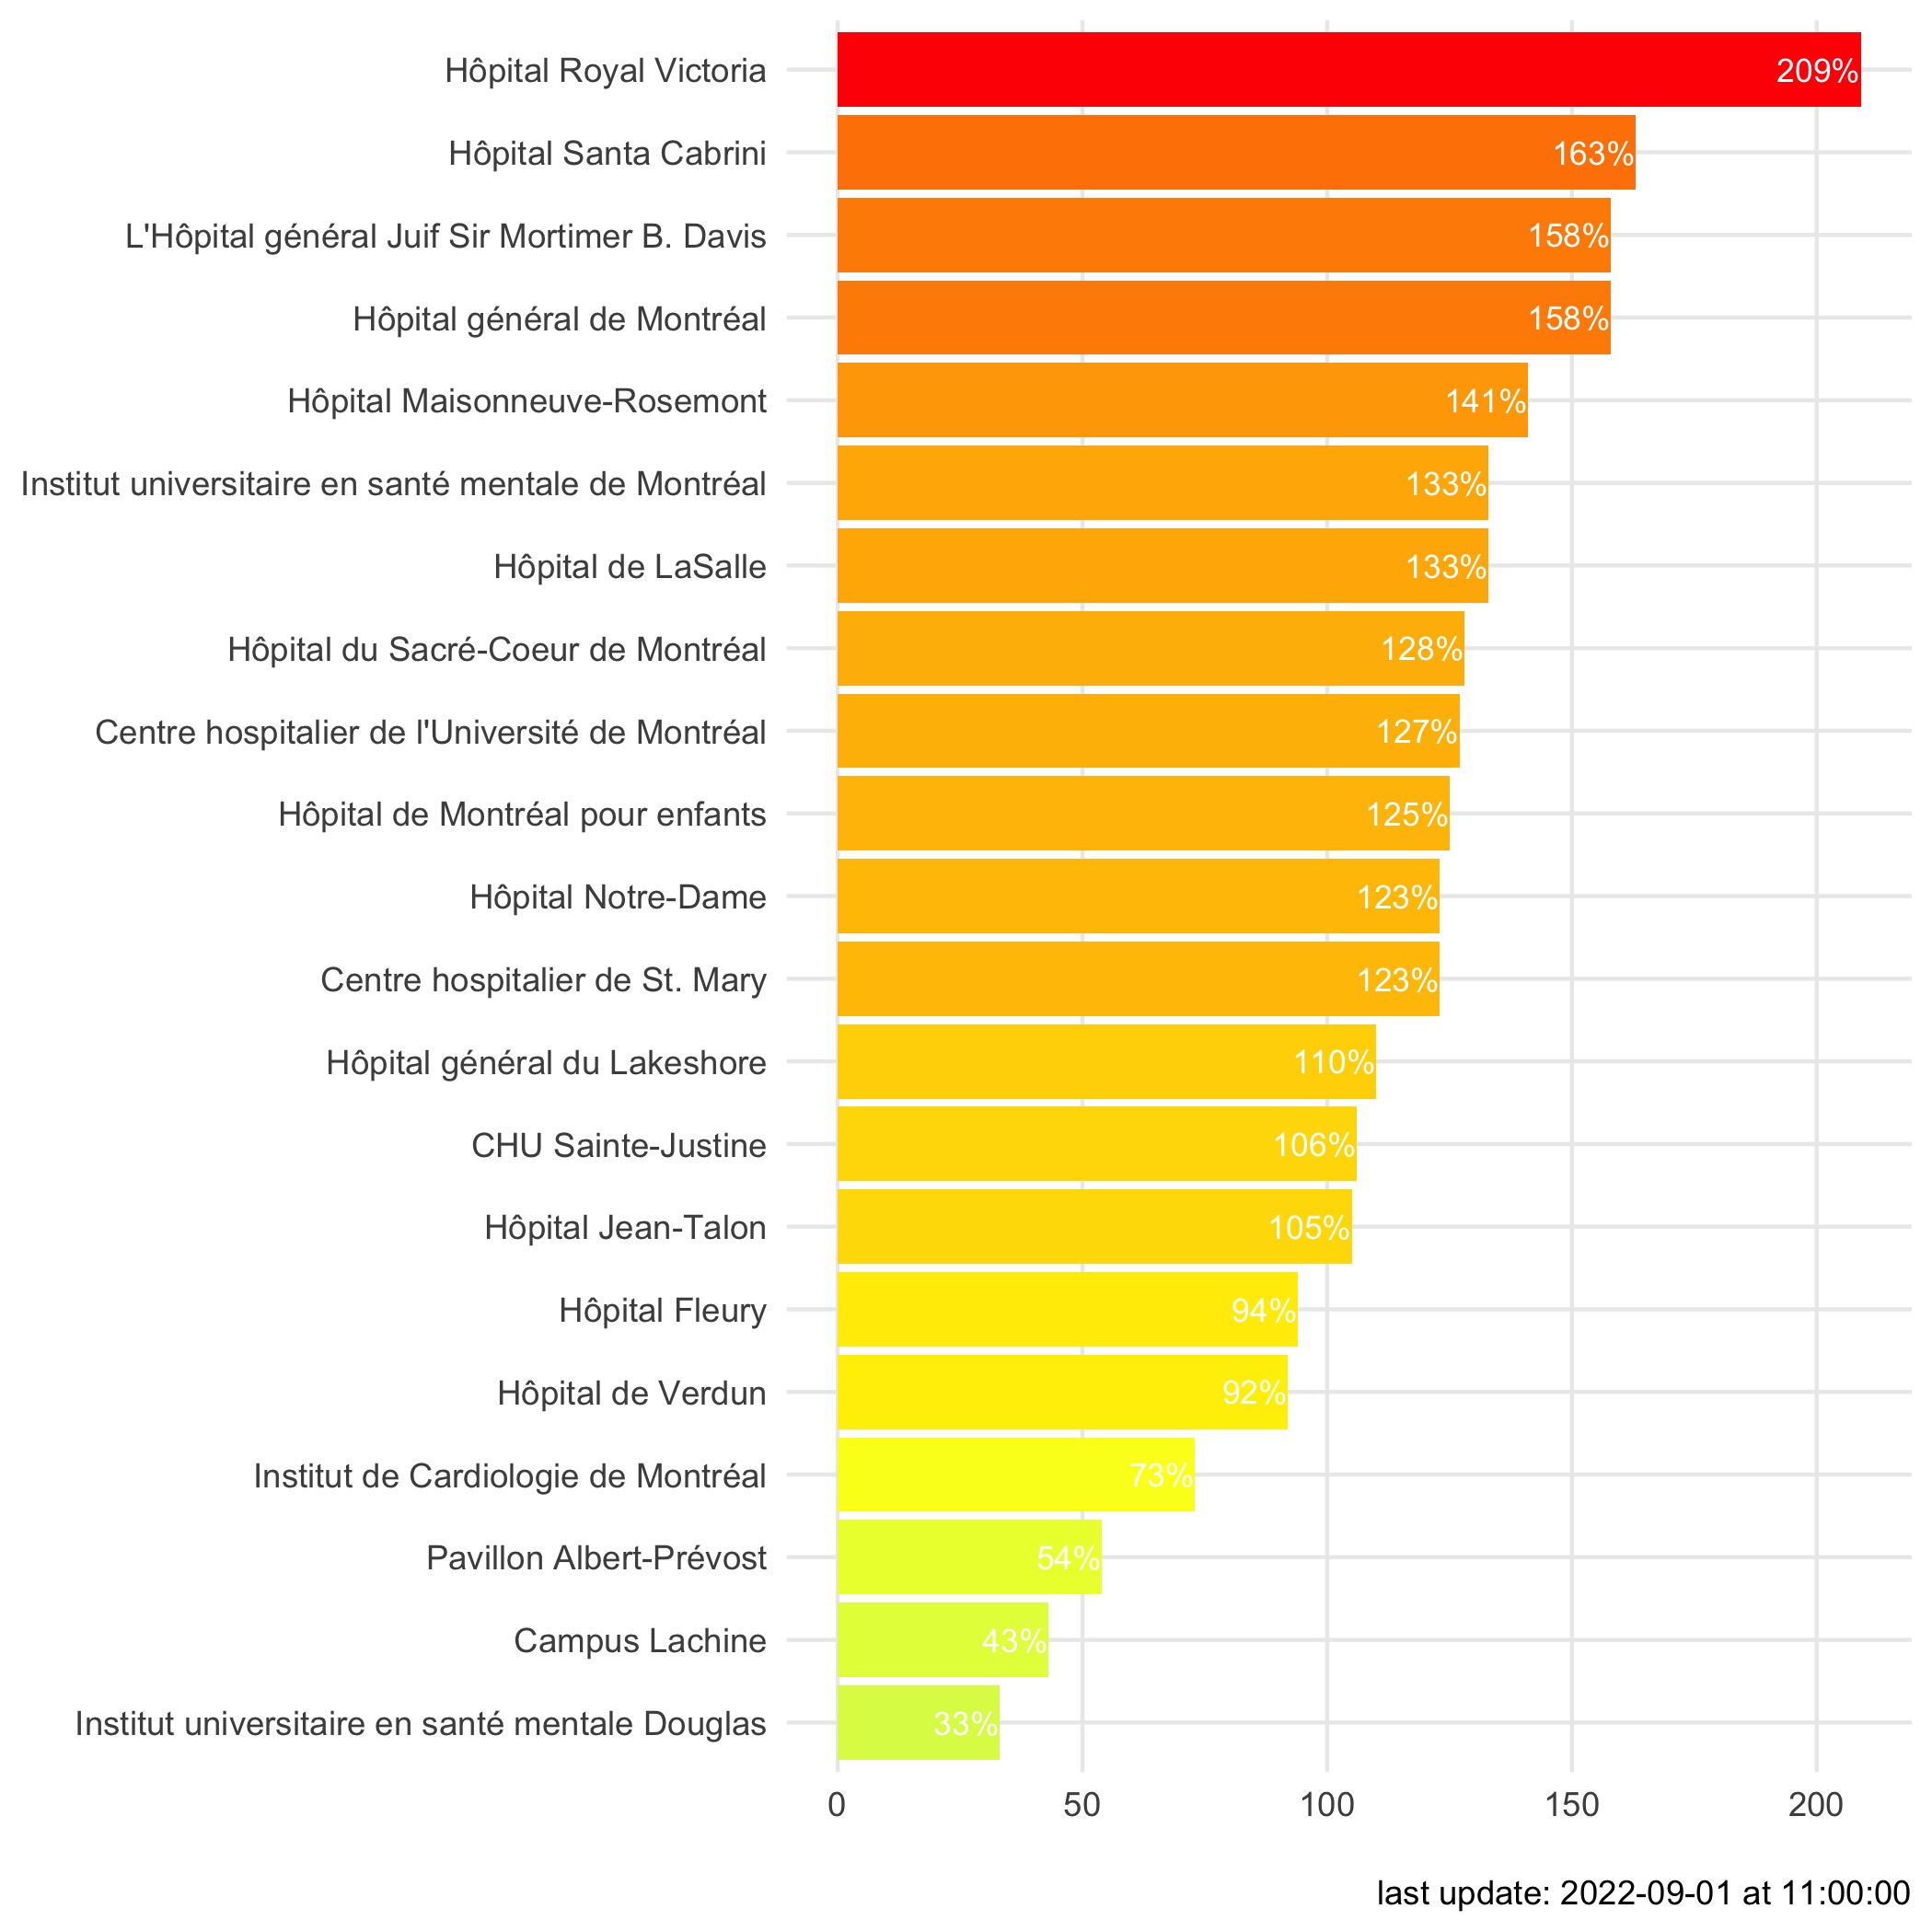 Hôpital Royal Victoria 209%
Hôpital Santa Cabrini 163%
L'Hôpital général Juif Sir Mortimer B. Davis 158%
Hôpital général de Montréal 158%
Hôpital Maisonneuve-Rosemont 141%
Institut universitaire en santé mentale de Montréal 133%
Hôpital de LaSalle 133%
Hôpital du Sacré-Coeur de Montréal 128%
Centre hospitalier de l'Université de Montréal 127%
Hôpital de Montréal pour enfants 125%
Hôpital Notre-Dame 123%
Centre hospitalier de St. Mary 123%
Hôpital général du Lakeshore 110%
CHU Sainte-Justine 106%
Hôpital Jean-Talon 105%
Hôpital Fleury 94%
Hôpital de Verdun 92%
Institut de Cardiologie de Montréal 73%
Pavillon Albert-Prévost 54%
Campus Lachine 43%
Institut universitaire en santé mentale Douglas 33%
0 50 100 150 200
last update: 2022-09-01 at 11:00:00